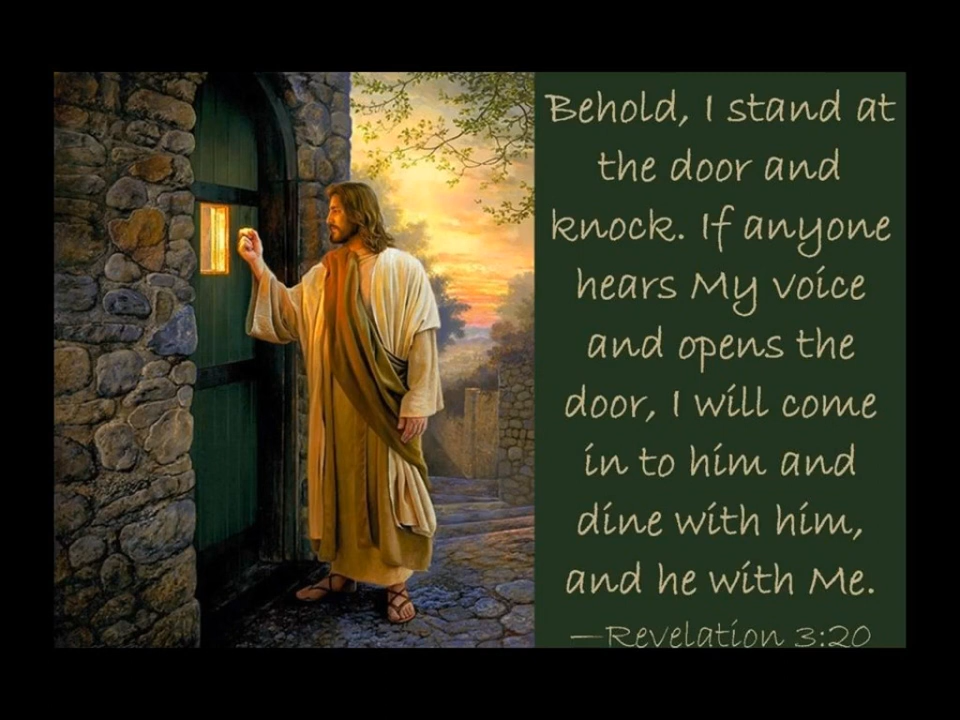 Behold, I stand at
the door and
knock. If anyone
hears My voice
and opens the
door, I will come
in to him and
dine with him,
and he with Me.
—Revelation 3:20